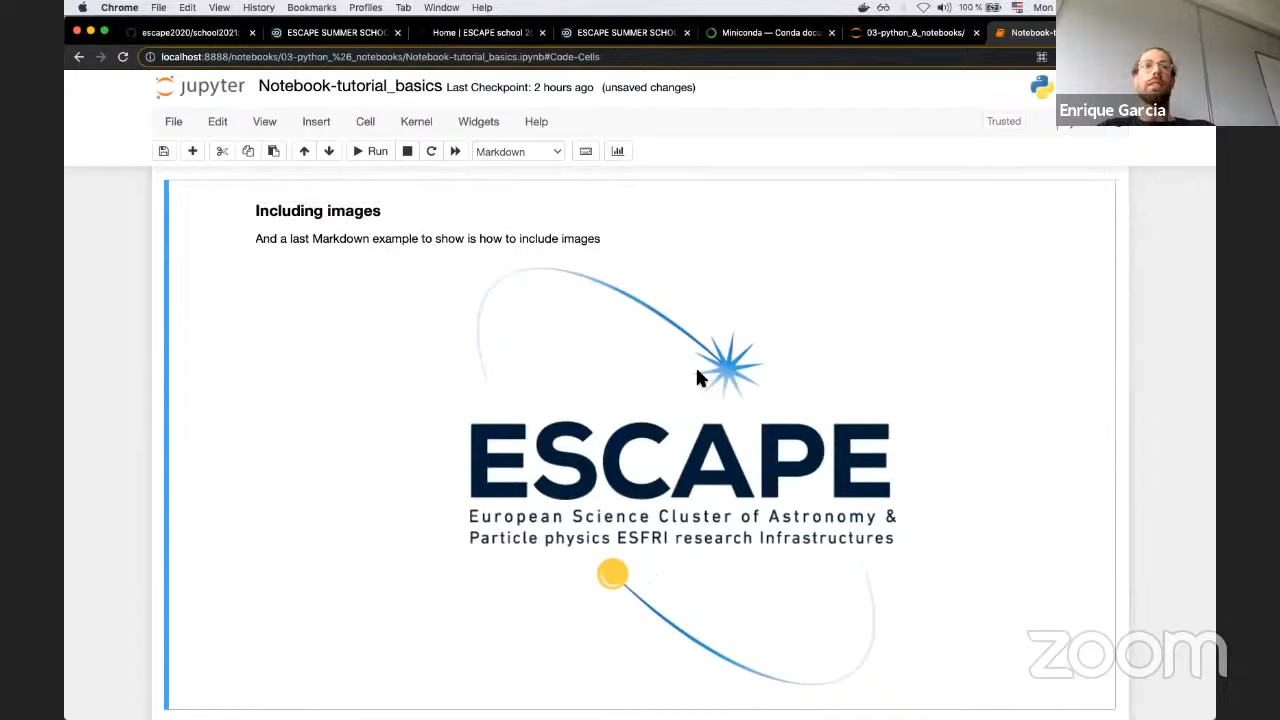 Chrome File Edit View History Bookmarks Profiles Tab Window Help 100 % Mon
escape2020/school2021: ESCAPE SUMMER SCHOO Home | ESCAPE school 20 ESCAPE SUMMER SCHOO Miniconda — Conda docu 03-python_&_notebooks/ Notebook-t
localhost:8888/notebooks/03-python_%26_notebooks/Notebook-tutorial_basics.ipynb#Code-Cells
jupyter Notebook-tutorial_basics Last Checkpoint: 2 hours ago (unsaved changes)
Enrique Garcia
File Edit View Insert Cell Kernel Widgets Help Trusted
Run Markdown
Including images
And a last Markdown example to show is how to include images
ESCAPE
European Science Cluster of Astronomy &
Particle physics ESFRI research Infrastructures
zoom